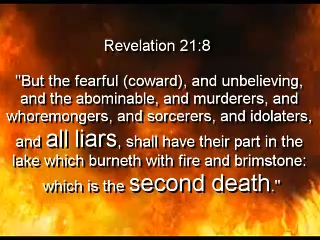 Revelation 21:8
"But the fearful (coward), and unbelieving,
and the abominable, and murderers, and
whoremongers, and sorcerers, and idolaters,
and all liars, shall have their part in the
lake which burneth with fire and brimstone:
which is the second death."